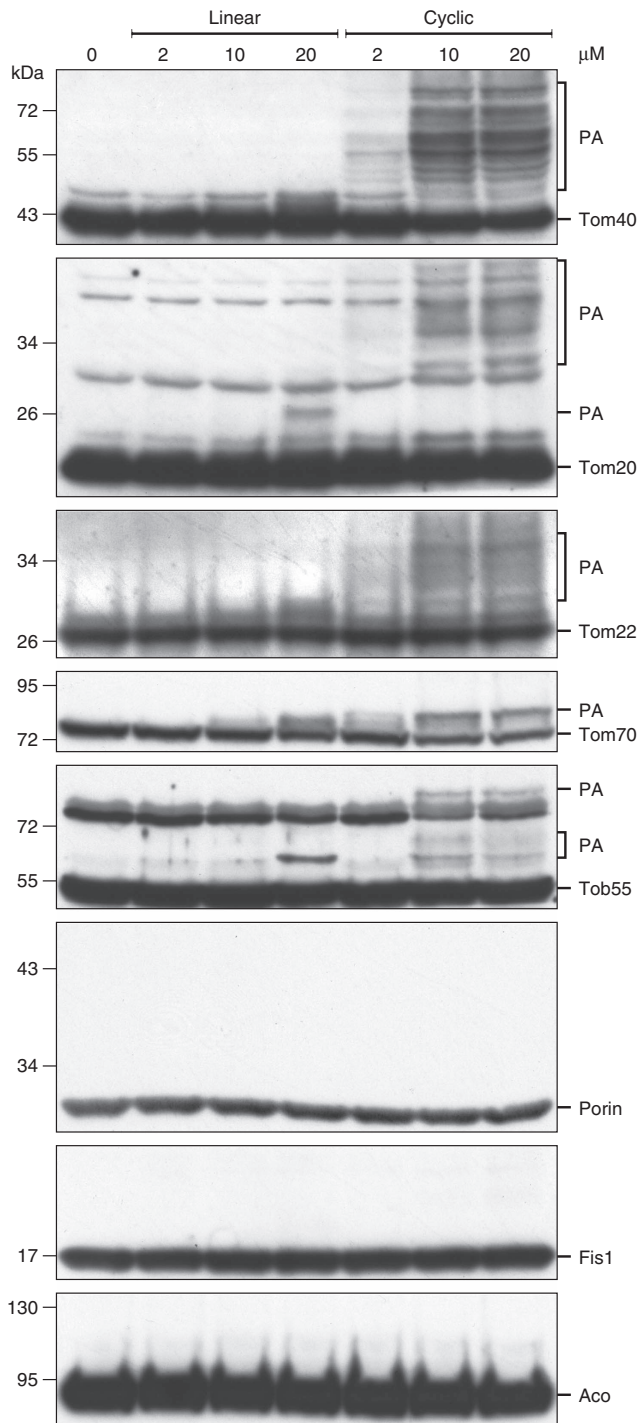 Linear Cyclic
0 2 10 20 2 10 20 µM
kDa
72
55
43
PA
Tom40
34
26
PA
PA
Tom20
34
26
PA
Tom22
95
72
PA
Tom70
72
55
PA
PA
Tob55
43
34
Porin
17
Fis1
130
95
Aco